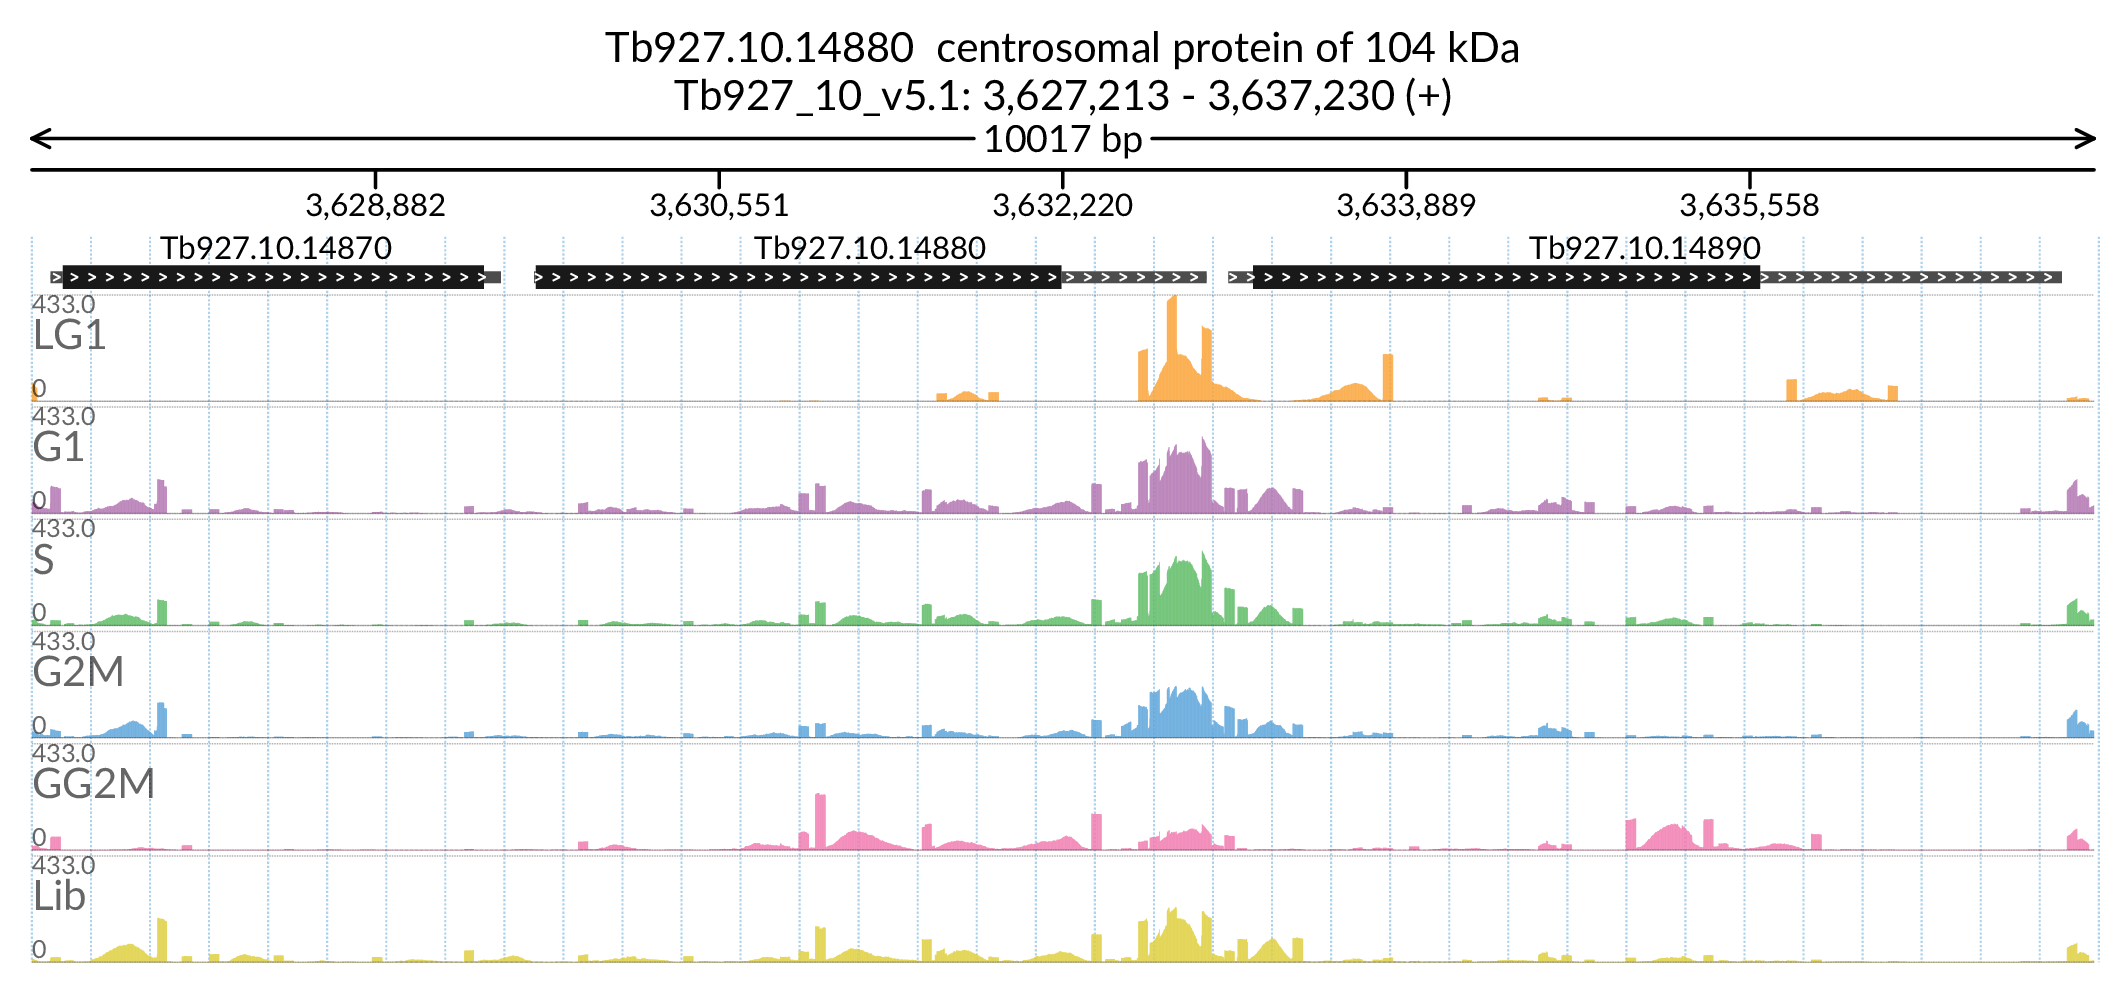 Tb927.10.14880 centrosomal protein of 104 kDa
Tb927_10_v5.1: 3,627,213 - 3,637,230 (+)
10017 bp
3,628,882 3,630,551 3,632,220 3,633,889 3,635,558
Tb927.10.14870 Tb927.10.14880 Tb927.10.14890
433.0
LG1
0
433.0
G1
0
433.0
S
0
433.0
G2M
0
433.0
GG2M
0
433.0
Lib
0